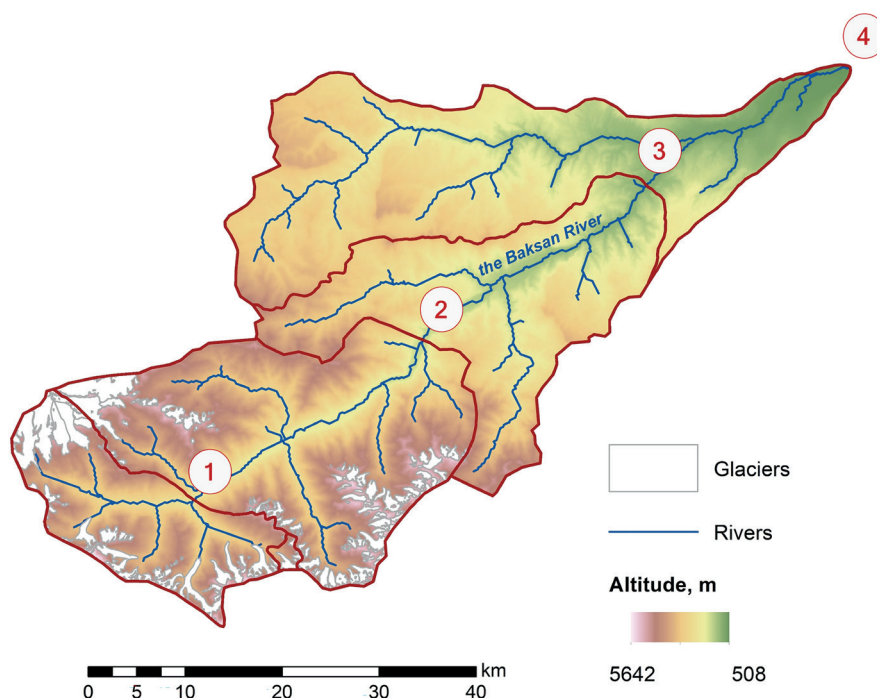 4
3
the Baksan River
2
1
Glaciers
Rivers
Altitude, m
5642 508
km
0 5 10 20 30 40